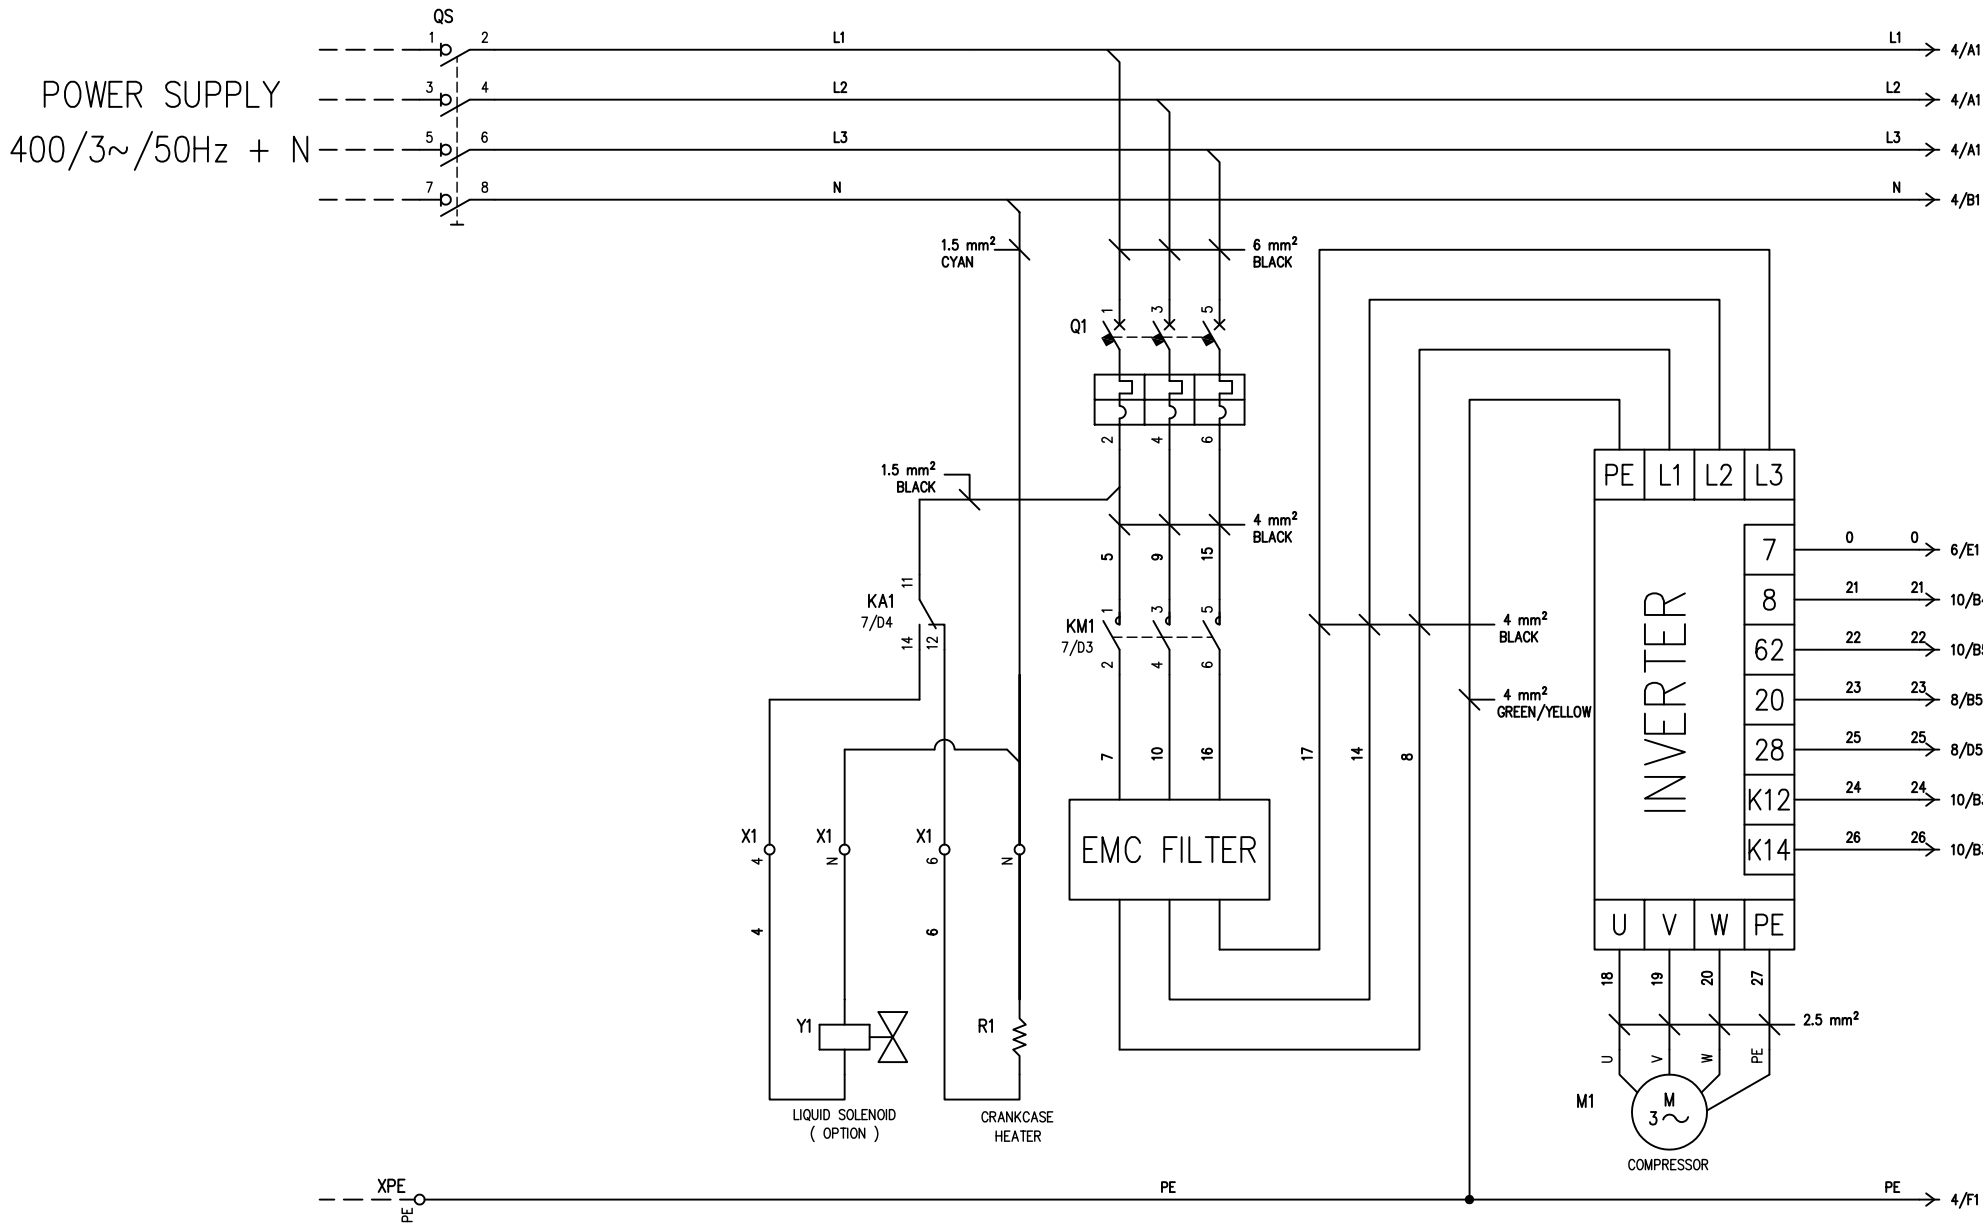 QS
1 2 L1 L1 4/A1
POWER SUPPLY
3 4 L2 L2 4/A1
400/3~/50Hz + N
5 6 L3 L3 4/A1
7 8 N N 4/B1
1.5 mm²
CYAN
6 mm²
BLACK
Q1
1 3 5
2 4 6
1.5 mm²
BLACK
4 mm²
BLACK
5 9 15
PE L1 L2 L3
7 0 0 6/E1
8 21 21
62 22 22
20 23 23 8/B5
28 25 25 8/D5
K12 24 24
K14 26 26
INVERTER
KA1
7/D4
11
14 12
KM1
7/D3
1 3 5
2 4 6
4 mm²
BLACK
4 mm²
GREEN/YELLOW
7 10 16 17 14 8
X1 X1 X1
4 N 6 N
EMC FILTER
4 6
U V W PE
18 19 20 27
2.5 mm²
U V W PE
Y1 R1
M1
M
3~
COMPRESSOR
LIQUID SOLENOID
( OPTION )
CRANKCASE
HEATER
XPE
PE PE PE 4/F1